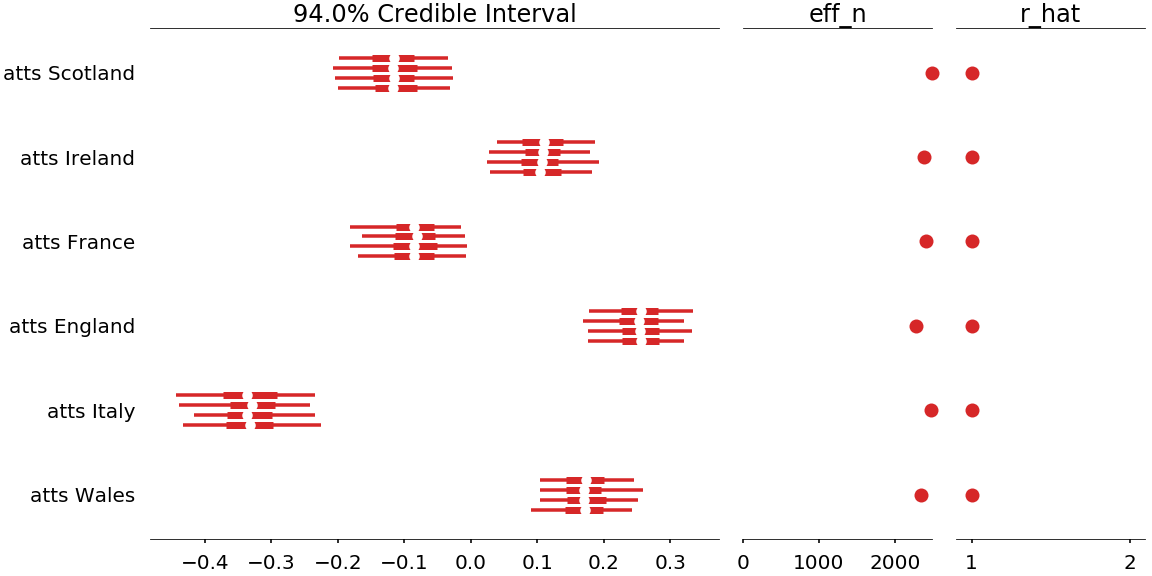 94.0% Credible Interval eff_n r_hat
atts Scotland
atts Ireland
atts France
atts England
atts Italy
atts Wales
−0.4 −0.3 −0.2 −0.1 0.0 0.1 0.2 0.3 0 1000 2000 1 2